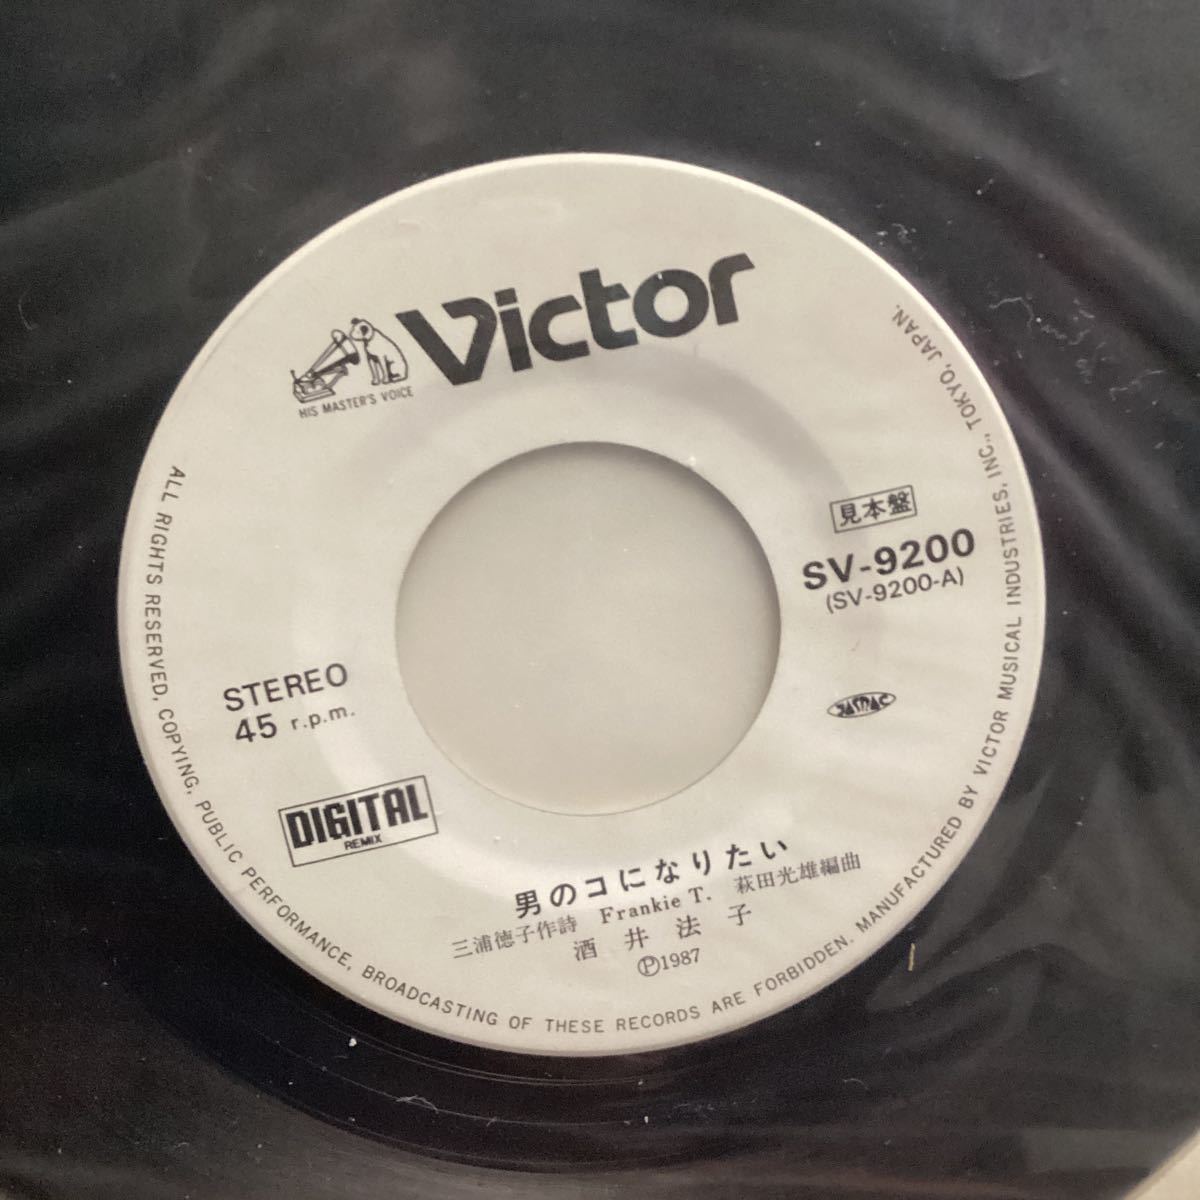 Victor
HIS MASTER'S VOICE
見本盤
SV-9200
(SV-9200-A)
STEREO
45 r.p.m.
JASRAC
DIGITAL
REMIX
男のコになりたい
三浦徳子作詩 Frankie T. 萩田光雄編曲
酒井法子
Ⓟ1987
ALL RIGHTS RESERVED, COPYING, PUBLIC PERFORMANCE, BROADCASTING OF THESE RECORDS ARE FORBIDDEN. MANUFACTURED BY VICTOR MUSICAL INDUSTRIES, INC., TOKYO, JAPAN.